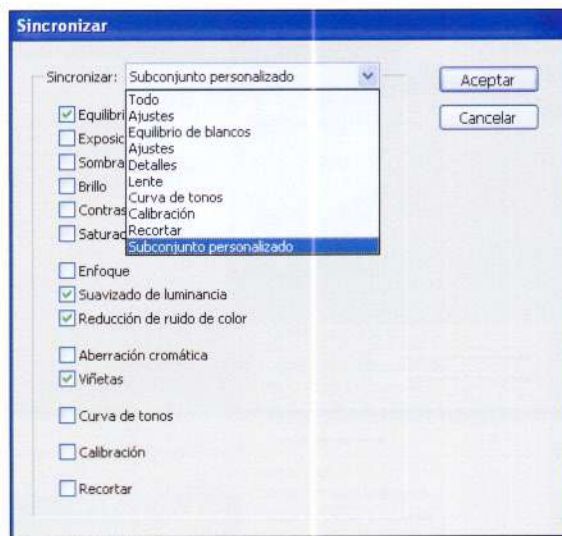 Sincronizar
Sincronizar: Subconjunto personalizado
Aceptar
Cancelar
Todo
Ajustes
Equilibrio de blancos
Ajustes
Detalles
Lente
Curva de tonos
Calibración
Recortar
Subconjunto personalizado
Equilibri
Exposic
Sombra
Brillo
Contras
Saturac
Enfoque
Suavizado de luminancia
Reducción de ruido de color
Aberración cromática
Viñetas
Curva de tonos
Calibración
Recortar